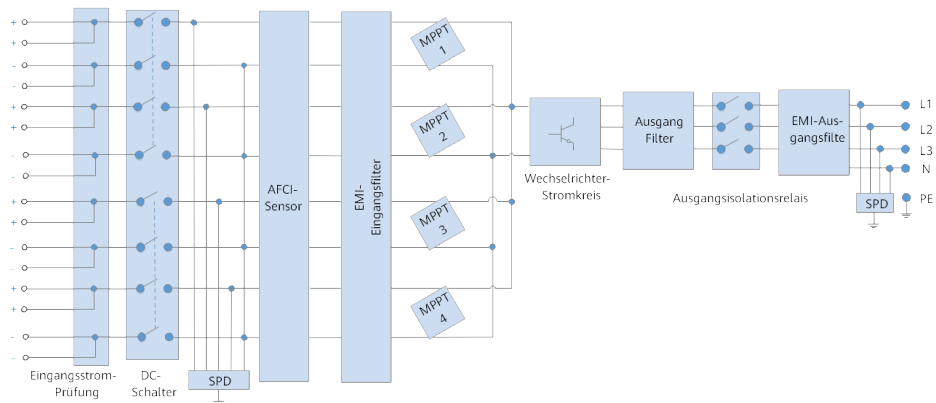 +
+
-
-
+
+
-
-
+
+
-
-
+
+
-
-
Eingangsstrom-
Prüfung
DC-
Schalter
SPD
AFCI-
Sensor
EMI-
Eingangsfilter
MPPT
1
MPPT
2
MPPT
3
MPPT
4
Wechselrichter-
Stromkreis
Ausgang
Filter
Ausgangsisolationsrelais
EMI-Aus-
gangsfilte
SPD
L1
L2
L3
N
PE